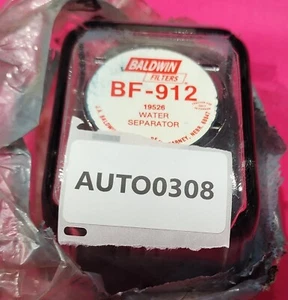 BALDWIN
FILTERS
BF-912
19526
WATER
SEPARATOR
AUTO0308